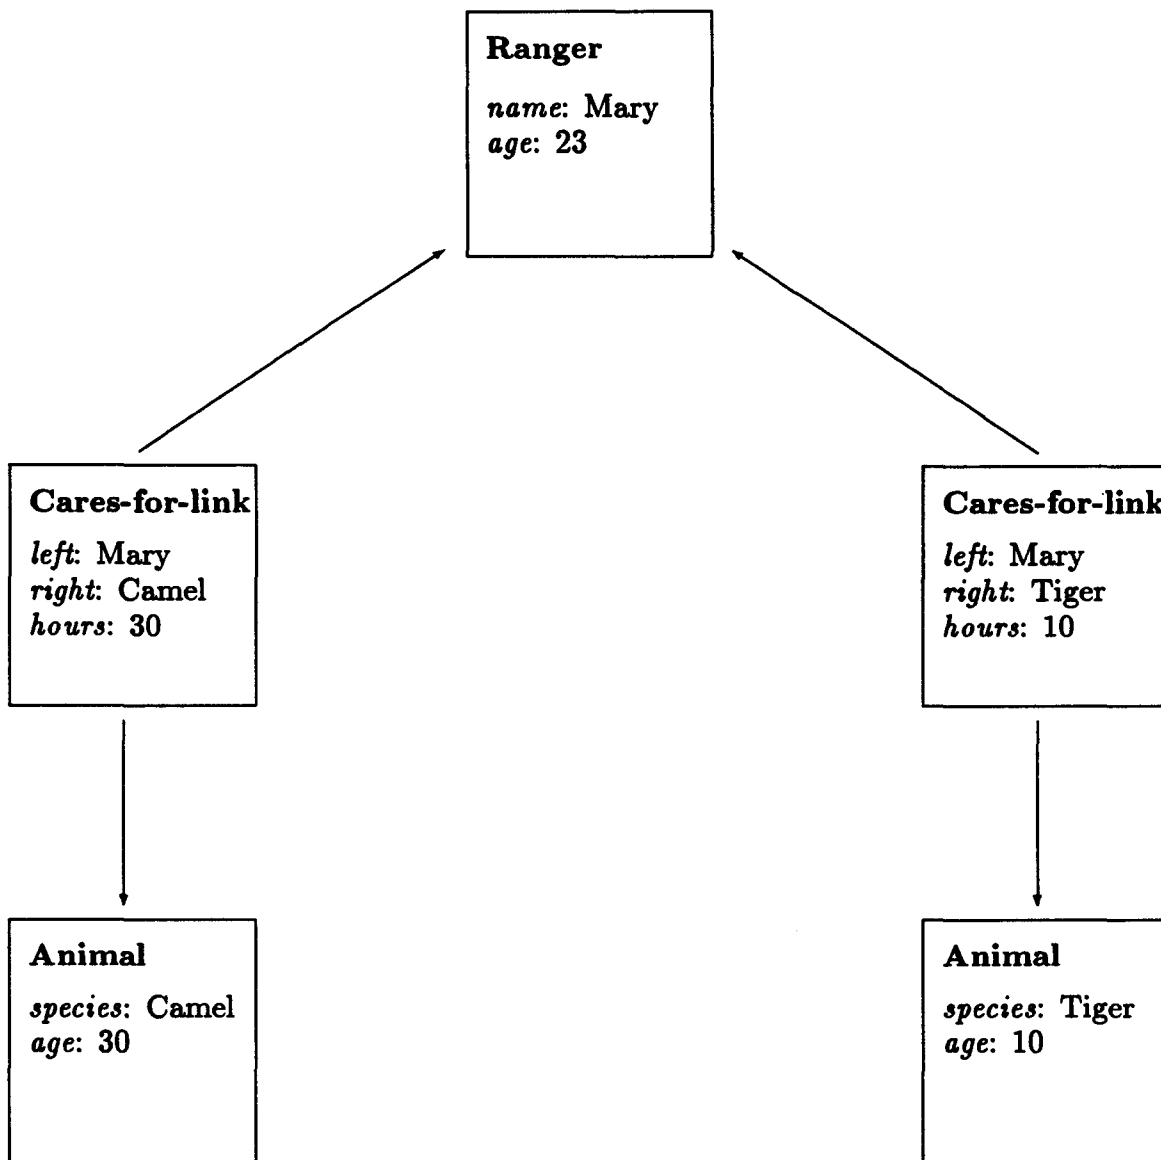 Ranger
name: Mary
age: 23
Cares-for-link
left: Mary
right: Camel
hours: 30
Cares-for-link
left: Mary
right: Tiger
hours: 10
Animal
species: Camel
age: 30
Animal
species: Tiger
age: 10